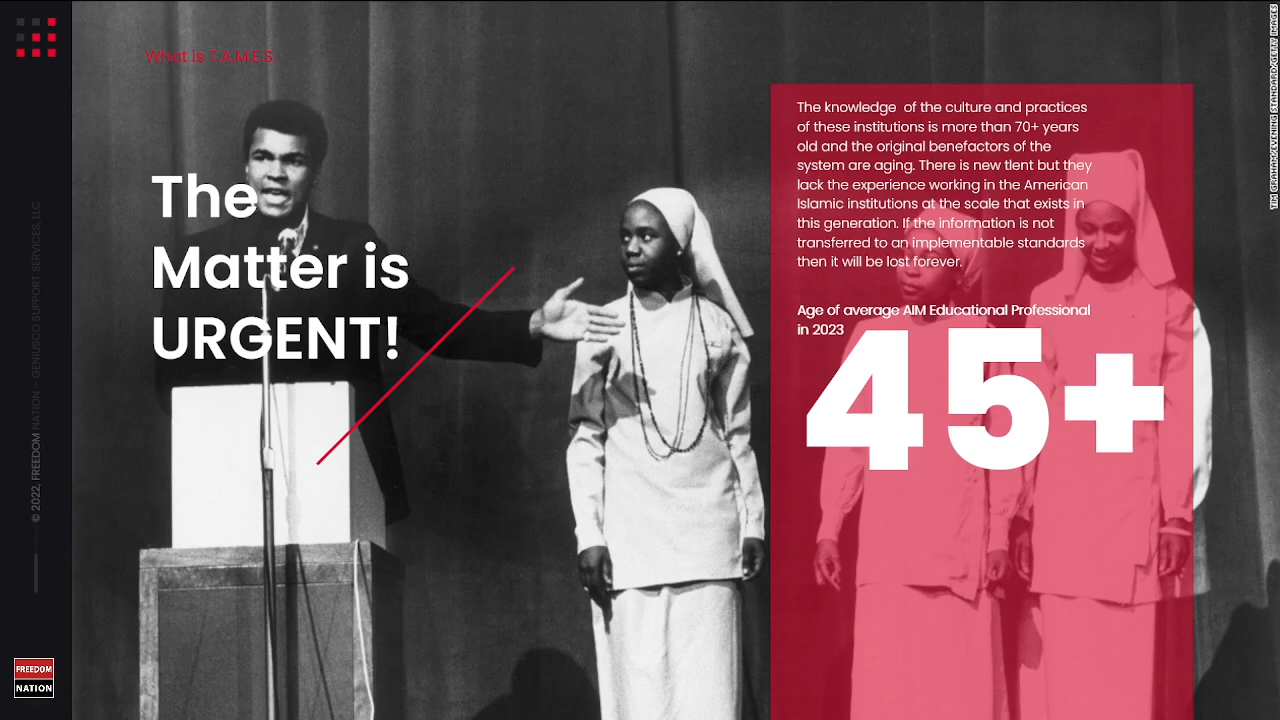 What is T.A.M.E.S.
The
Matter is
URGENT!
The knowledge of the culture and practices
of these institutions is more than 70+ years
old and the original benefactors of the
system are aging. There is new tlent but they
lack the experience working in the American
Islamic institutions at the scale that exists in
this generation. If the information is not
transferred to an implementable standards
then it will be lost forever.
Age of average AIM Educational Professional
in 2023
45+
© 2022, FREEDOM NATION – GENIUSCO SUPPORT SERVICES, LLC
FREEDOM
NATION
TIM GRAHAM/EVENING STANDARD/GETTY IMAGES